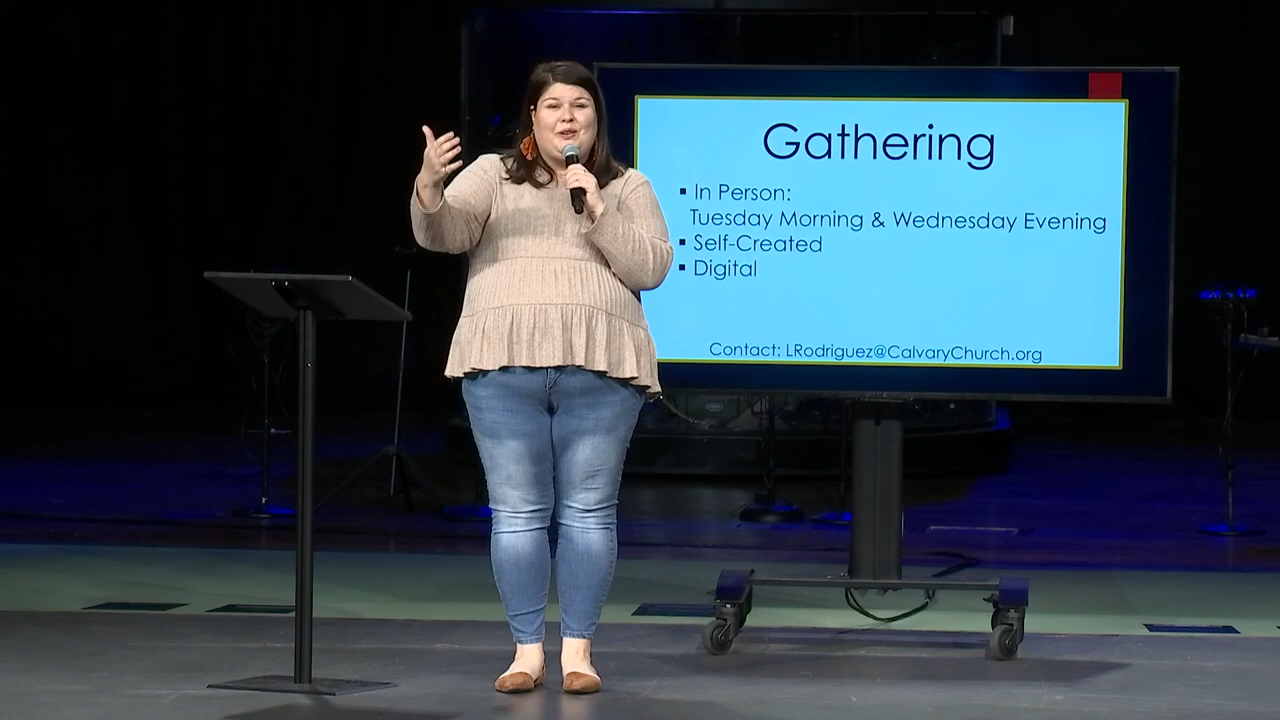 Gathering
▪ In Person:
Tuesday Morning & Wednesday Evening
▪ Self-Created
▪ Digital
Contact: LRodriguez@CalvaryChurch.org